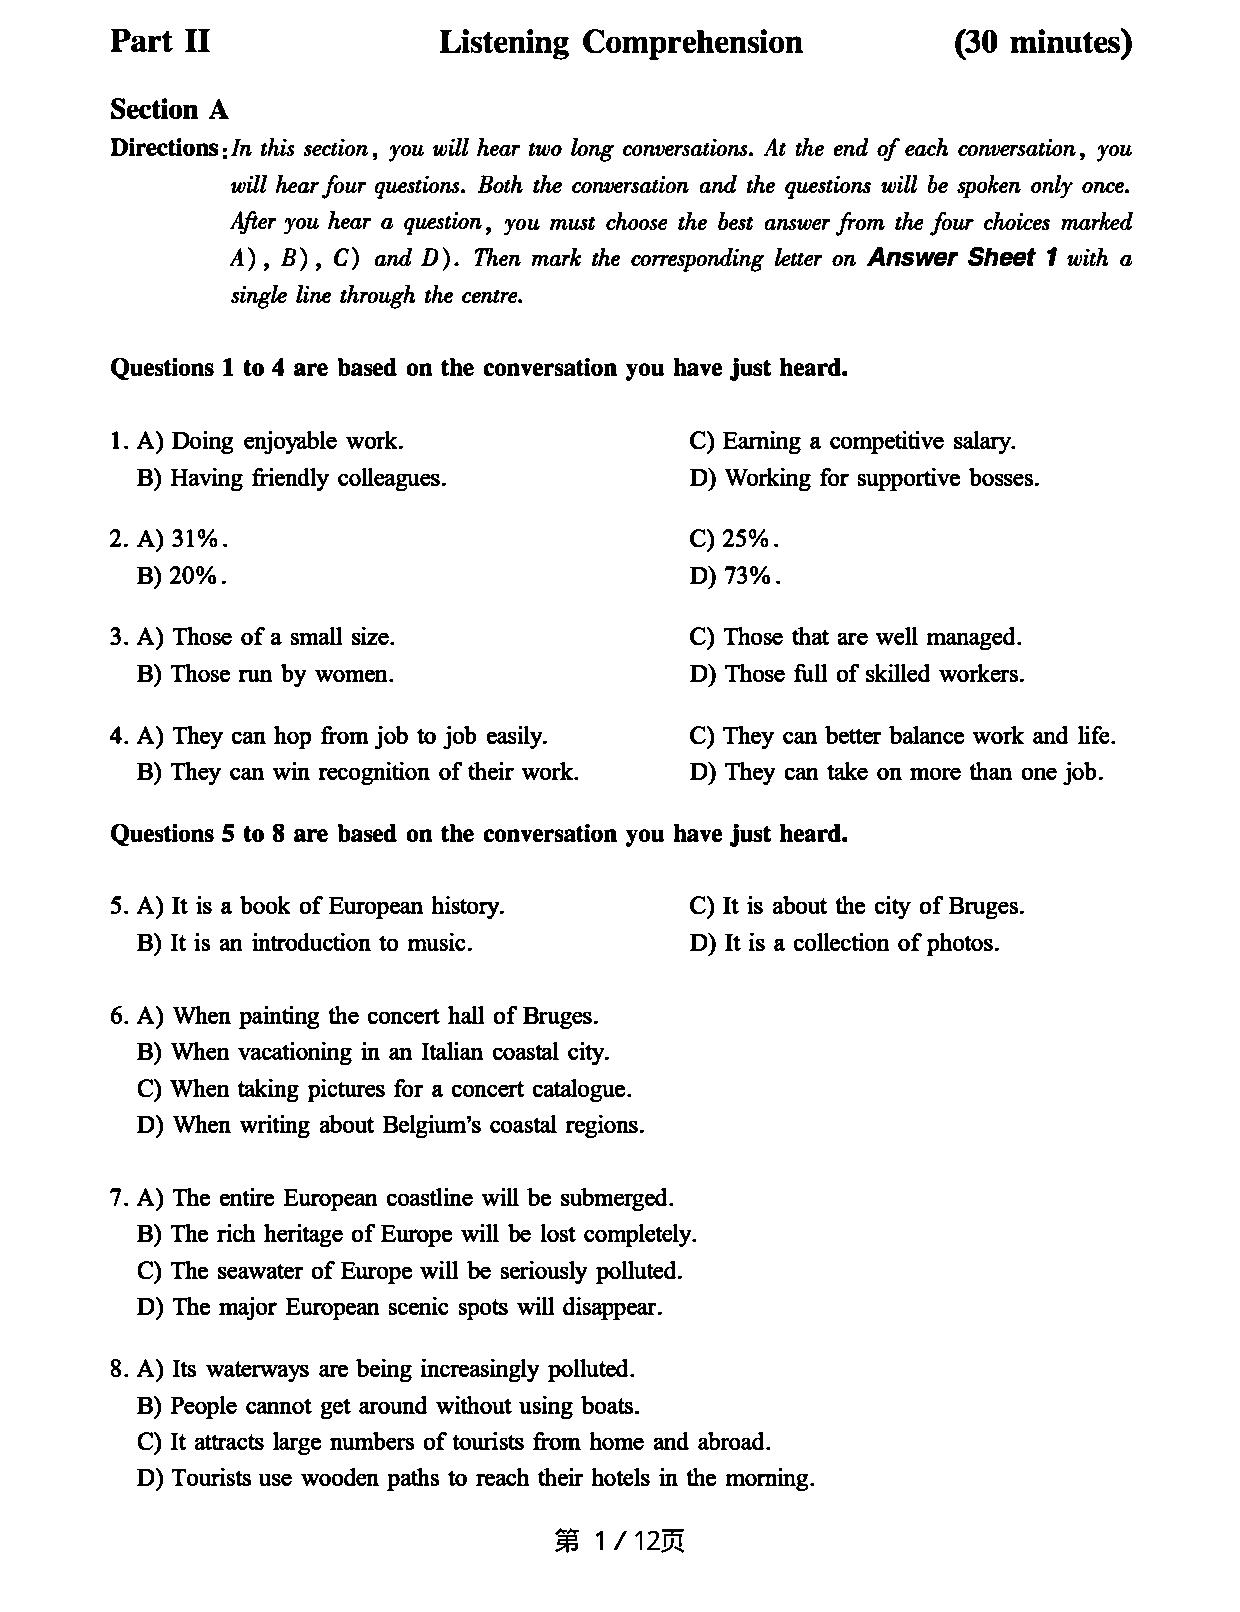 Part II Listening Comprehension (30 minutes)
Section A
Directions: In this section, you will hear two long conversations. At the end of each conversation, you
will hear four questions. Both the conversation and the questions will be spoken only once.
After you hear a question, you must choose the best answer from the four choices marked
A), B), C) and D). Then mark the corresponding letter on Answer Sheet 1 with a
single line through the centre.
Questions 1 to 4 are based on the conversation you have just heard.
1. A) Doing enjoyable work. C) Earning a competitive salary.
B) Having friendly colleagues. D) Working for supportive bosses.
2. A) 31%. C) 25%.
B) 20%. D) 73%.
3. A) Those of a small size. C) Those that are well managed.
B) Those run by women. D) Those full of skilled workers.
4. A) They can hop from job to job easily. C) They can better balance work and life.
B) They can win recognition of their work. D) They can take on more than one job.
Questions 5 to 8 are based on the conversation you have just heard.
5. A) It is a book of European history. C) It is about the city of Bruges.
B) It is an introduction to music. D) It is a collection of photos.
6. A) When painting the concert hall of Bruges.
B) When vacationing in an Italian coastal city.
C) When taking pictures for a concert catalogue.
D) When writing about Belgium's coastal regions.
7. A) The entire European coastline will be submerged.
B) The rich heritage of Europe will be lost completely.
C) The seawater of Europe will be seriously polluted.
D) The major European scenic spots will disappear.
8. A) Its waterways are being increasingly polluted.
B) People cannot get around without using boats.
C) It attracts large numbers of tourists from home and abroad.
D) Tourists use wooden paths to reach their hotels in the morning.
第 1 / 12页